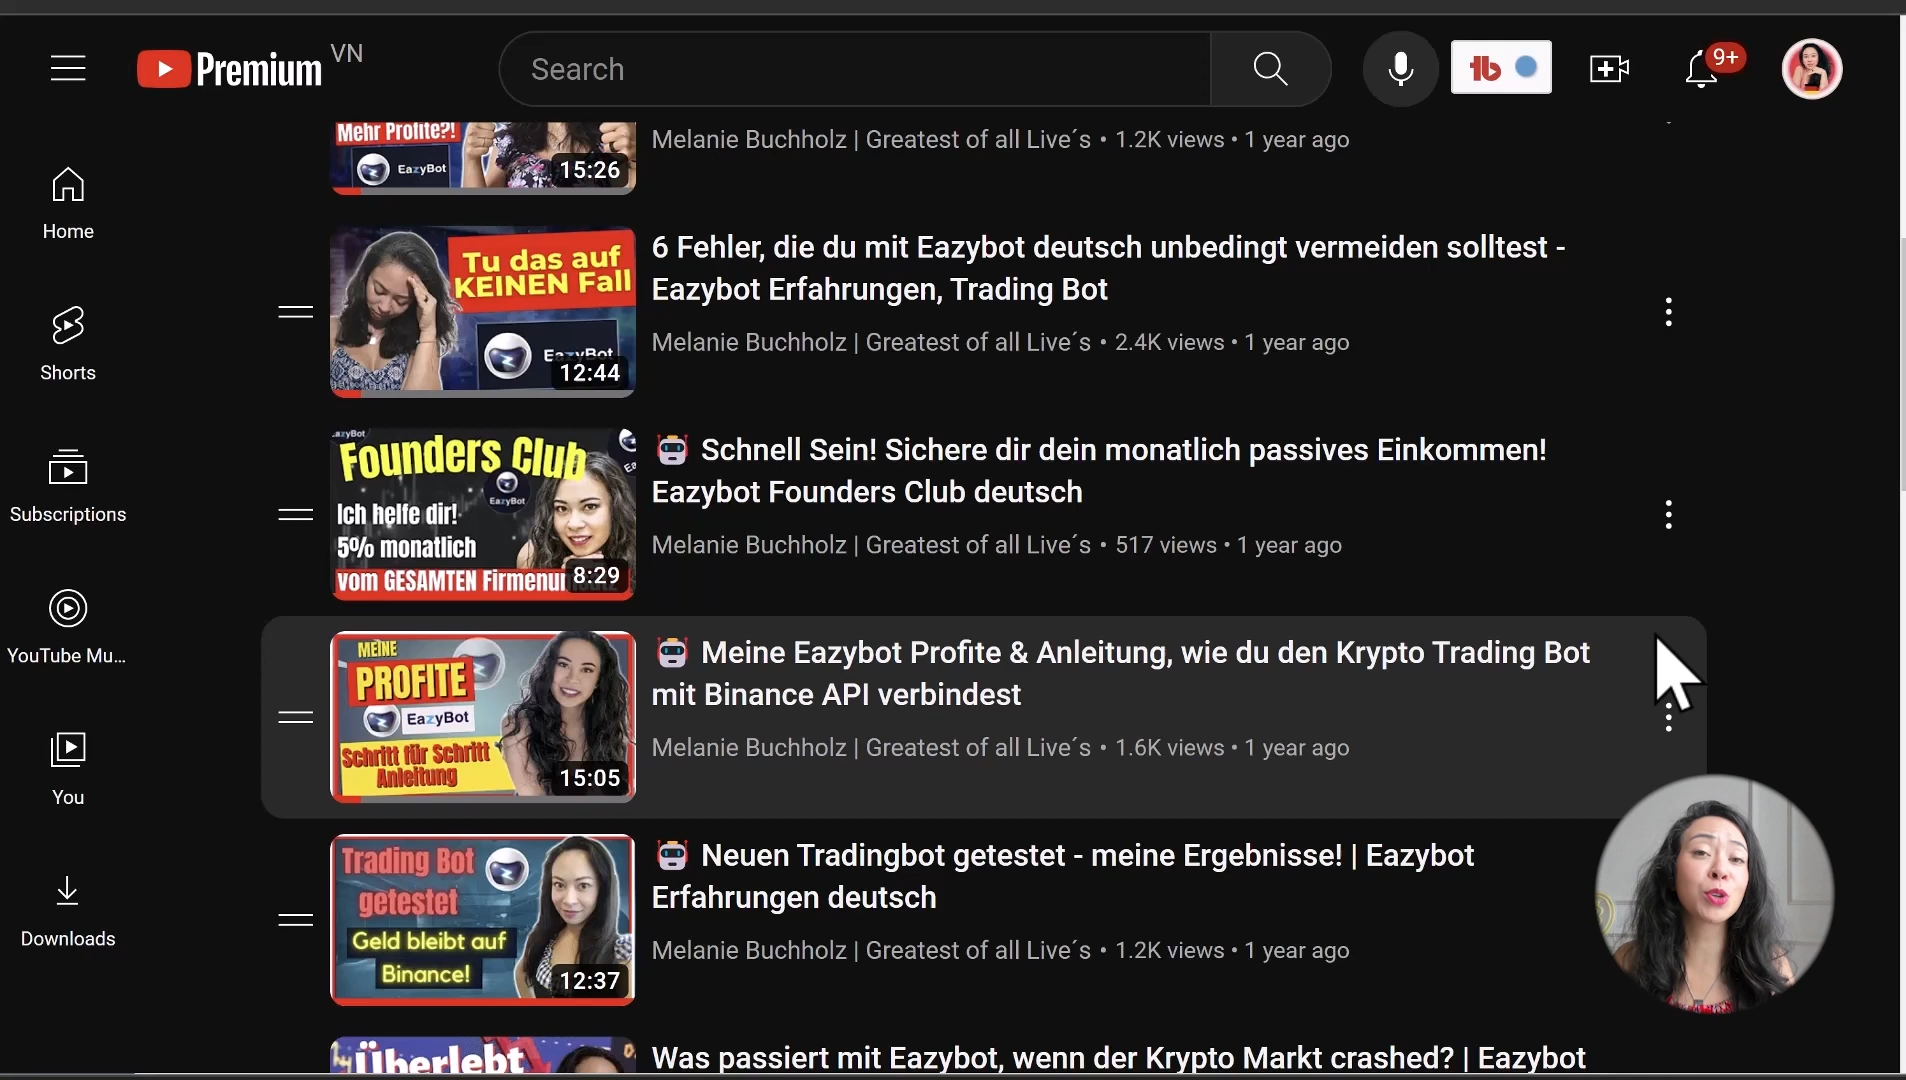 Premium VN
Search
9+
Mehr Profite?!
EazyBot
15:26
Melanie Buchholz | Greatest of all Live´s • 1.2K views • 1 year ago
Home
Tu das auf
KEINEN Fall
EazyBot
12:44
6 Fehler, die du mit Eazybot deutsch unbedingt vermeiden solltest -
Eazybot Erfahrungen, Trading Bot
Melanie Buchholz | Greatest of all Live´s • 2.4K views • 1 year ago
Shorts
Subscriptions
Founders Club
EazyBot
Ich helfe dir!
5% monatlich
vom GESAMTEN
8:29
🤖 Schnell Sein! Sichere dir dein monatlich passives Einkommen!
Eazybot Founders Club deutsch
Melanie Buchholz | Greatest of all Live´s • 517 views • 1 year ago
YouTube Mu...
MEINE
PROFITE
EazyBot
Schritt für Schritt
Anleitung
15:05
🤖 Meine Eazybot Profite & Anleitung, wie du den Krypto Trading Bot
mit Binance API verbindest
Melanie Buchholz | Greatest of all Live´s • 1.6K views • 1 year ago
You
Trading Bot
getestet
Geld bleibt auf
Binance!
12:37
🤖 Neuen Tradingbot getestet - meine Ergebnisse! | Eazybot
Erfahrungen deutsch
Melanie Buchholz | Greatest of all Live´s • 1.2K views • 1 year ago
Downloads
Überlebt
Was passiert mit Eazybot, wenn der Krypto Markt crashed? | Eazybot